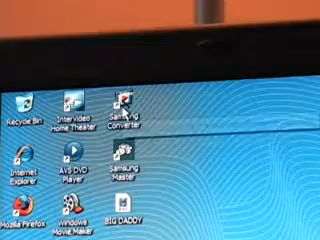 Recycle Bin
InterVideo
Home Theater
Samsung
Converter
Internet
Explorer
AVS DVD
Player
Samsung
Master
Mozilla Firefox
Windows
Movie Maker
BIG DADDY